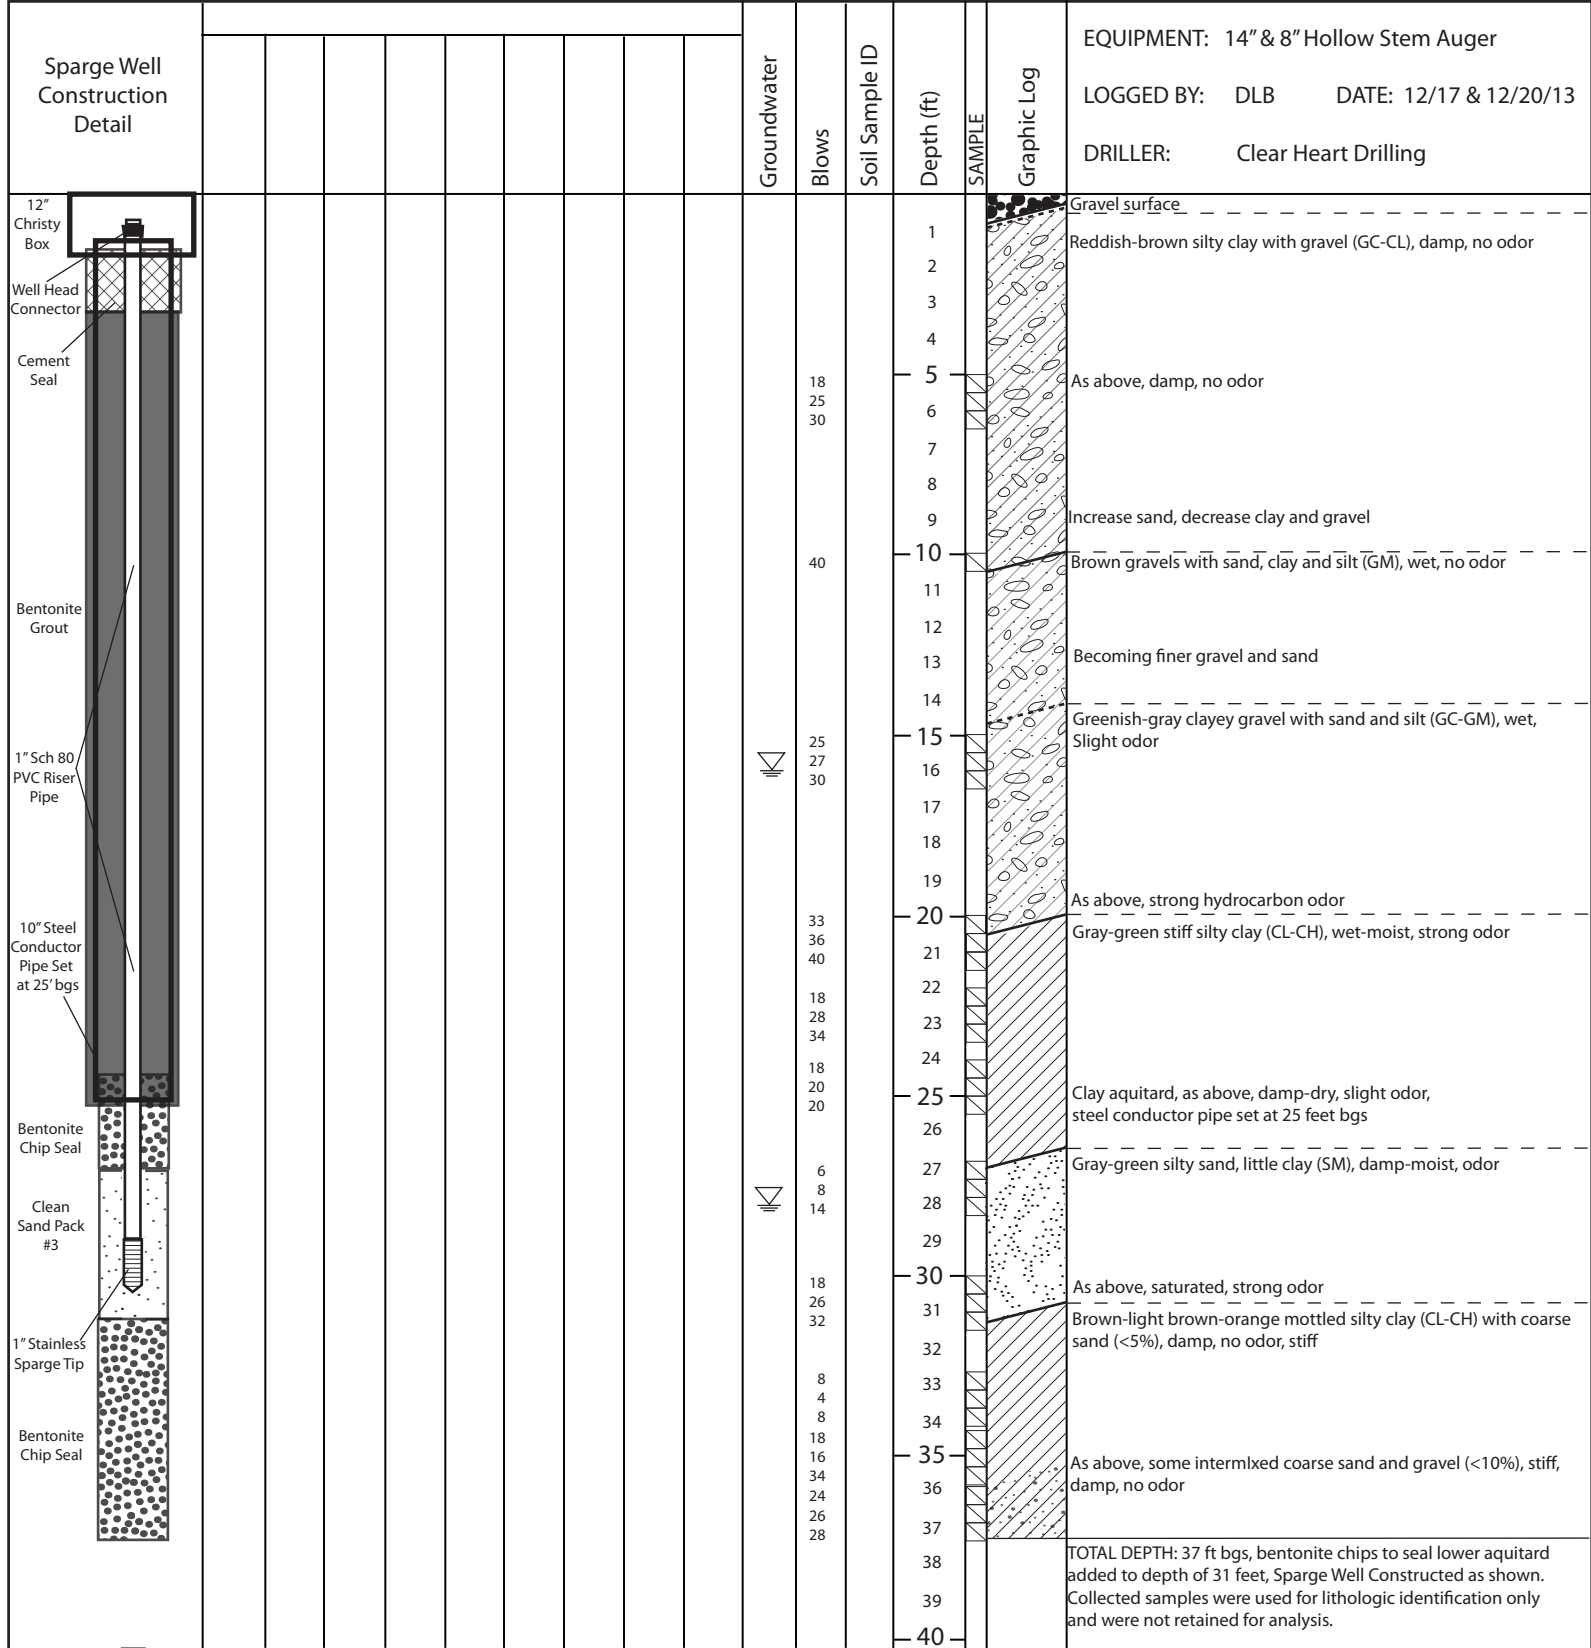 Sparge Well
Construction
Detail
Groundwater
Blows
Soil Sample ID
Depth (ft)
SAMPLE
Graphic Log
EQUIPMENT: 14” & 8” Hollow Stem Auger
LOGGED BY: DLB DATE: 12/17 & 12/20/13
DRILLER: Clear Heart Drilling
12”
Christy
Box
Well Head
Connector
Cement
Seal
Bentonite
Grout
1” Sch 80
PVC Riser
Pipe
10” Steel
Conductor
Pipe Set
at 25’ bgs
Bentonite
Chip Seal
Clean
Sand Pack
#3
1” Stainless
Sparge Tip
Bentonite
Chip Seal
18
25
30
40
25
27
30
33
36
40
18
28
34
18
20
20
6
8
14
18
26
32
8
4
8
18
16
34
24
26
28
1
2
3
4
5
6
7
8
9
10
11
12
13
14
15
16
17
18
19
20
21
22
23
24
25
26
27
28
29
30
31
32
33
34
35
36
37
38
39
40
Gravel surface
Reddish-brown silty clay with gravel (GC-CL), damp, no odor
As above, damp, no odor
Increase sand, decrease clay and gravel
Brown gravels with sand, clay and silt (GM), wet, no odor
Becoming finer gravel and sand
Greenish-gray clayey gravel with sand and silt (GC-GM), wet,
Slight odor
As above, strong hydrocarbon odor
Gray-green stiff silty clay (CL-CH), wet-moist, strong odor
Clay aquitard, as above, damp-dry, slight odor,
steel conductor pipe set at 25 feet bgs
Gray-green silty sand, little clay (SM), damp-moist, odor
As above, saturated, strong odor
Brown-light brown-orange mottled silty clay (CL-CH) with coarse
sand (<5%), damp, no odor, stiff
As above, some intermIxed coarse sand and gravel (<10%), stiff,
damp, no odor
TOTAL DEPTH: 37 ft bgs, bentonite chips to seal lower aquitard
added to depth of 31 feet, Sparge Well Constructed as shown.
Collected samples were used for lithologic identification only
and were not retained for analysis.